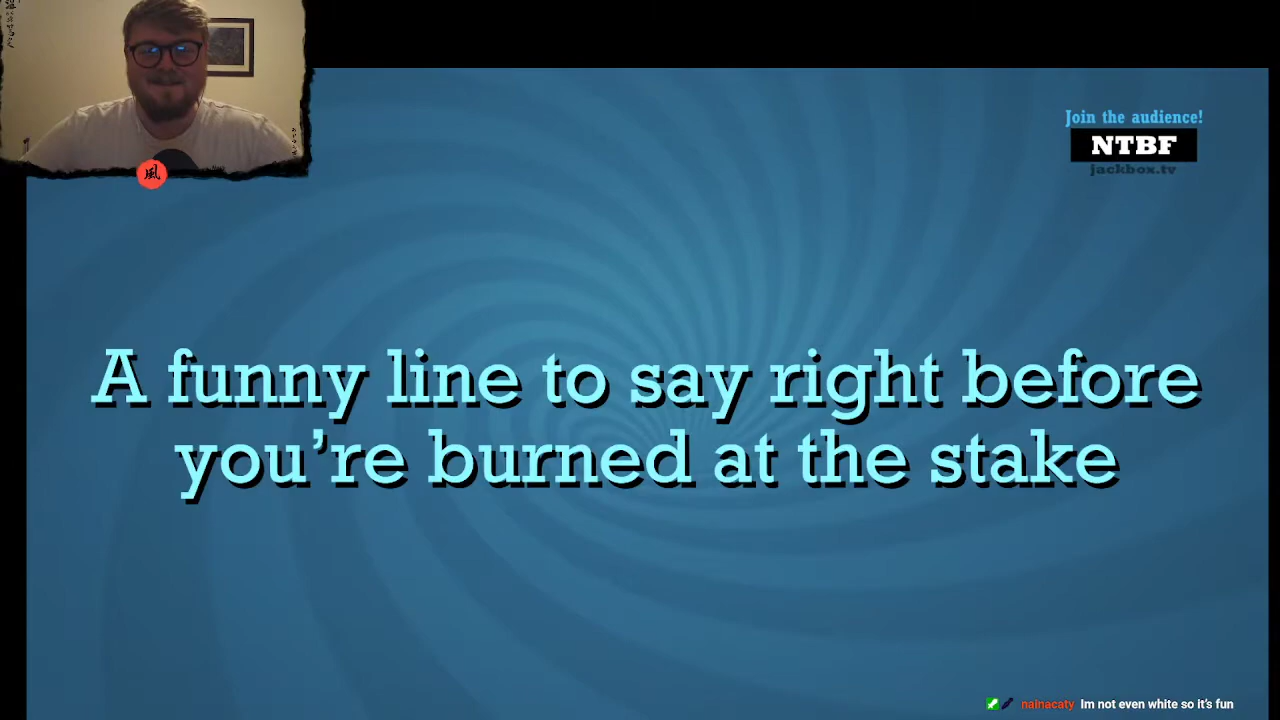 Join the audience!
NTBF
jackbox.tv
風
A funny line to say right before
you're burned at the stake
nainacaty Im not even white so it's fun